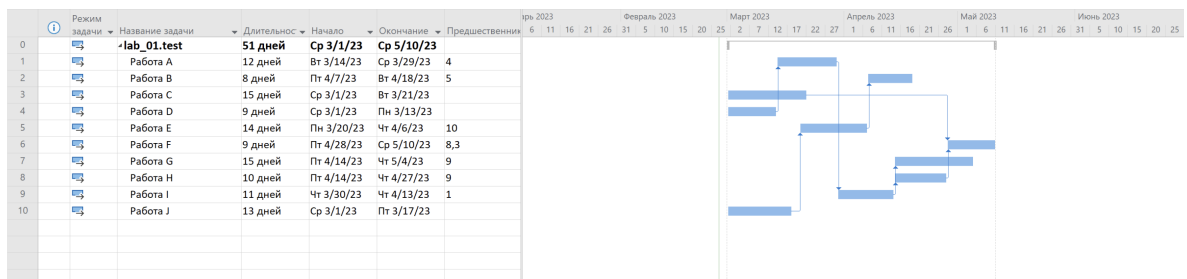 Режим задачи Название задачи Длительнос Начало Окончание Предшественник
трь 2023 Февраль 2023 Март 2023 Апрель 2023 Май 2023 Июнь 2023
6 11 16 21 26 31 5 10 15 20 25 2 7 12 17 22 27 1 6 11 16 21 26 1 6 11 16 21 26 31 5 10 15 20 25
0 lab_01.test 51 дней Ср 3/1/23 Ср 5/10/23
1 Работа A 12 дней Вт 3/14/23 Ср 3/29/23 4
2 Работа B 8 дней Пт 4/7/23 Вт 4/18/23 5
3 Работа C 15 дней Ср 3/1/23 Вт 3/21/23
4 Работа D 9 дней Ср 3/1/23 Пн 3/13/23
5 Работа E 14 дней Пн 3/20/23 Чт 4/6/23 10
6 Работа F 9 дней Пт 4/28/23 Ср 5/10/23 8,3
7 Работа G 15 дней Пт 4/14/23 Чт 5/4/23 9
8 Работа H 10 дней Пт 4/14/23 Чт 4/27/23 9
9 Работа I 11 дней Чт 3/30/23 Чт 4/13/23 1
10 Работа J 13 дней Ср 3/1/23 Пт 3/17/23